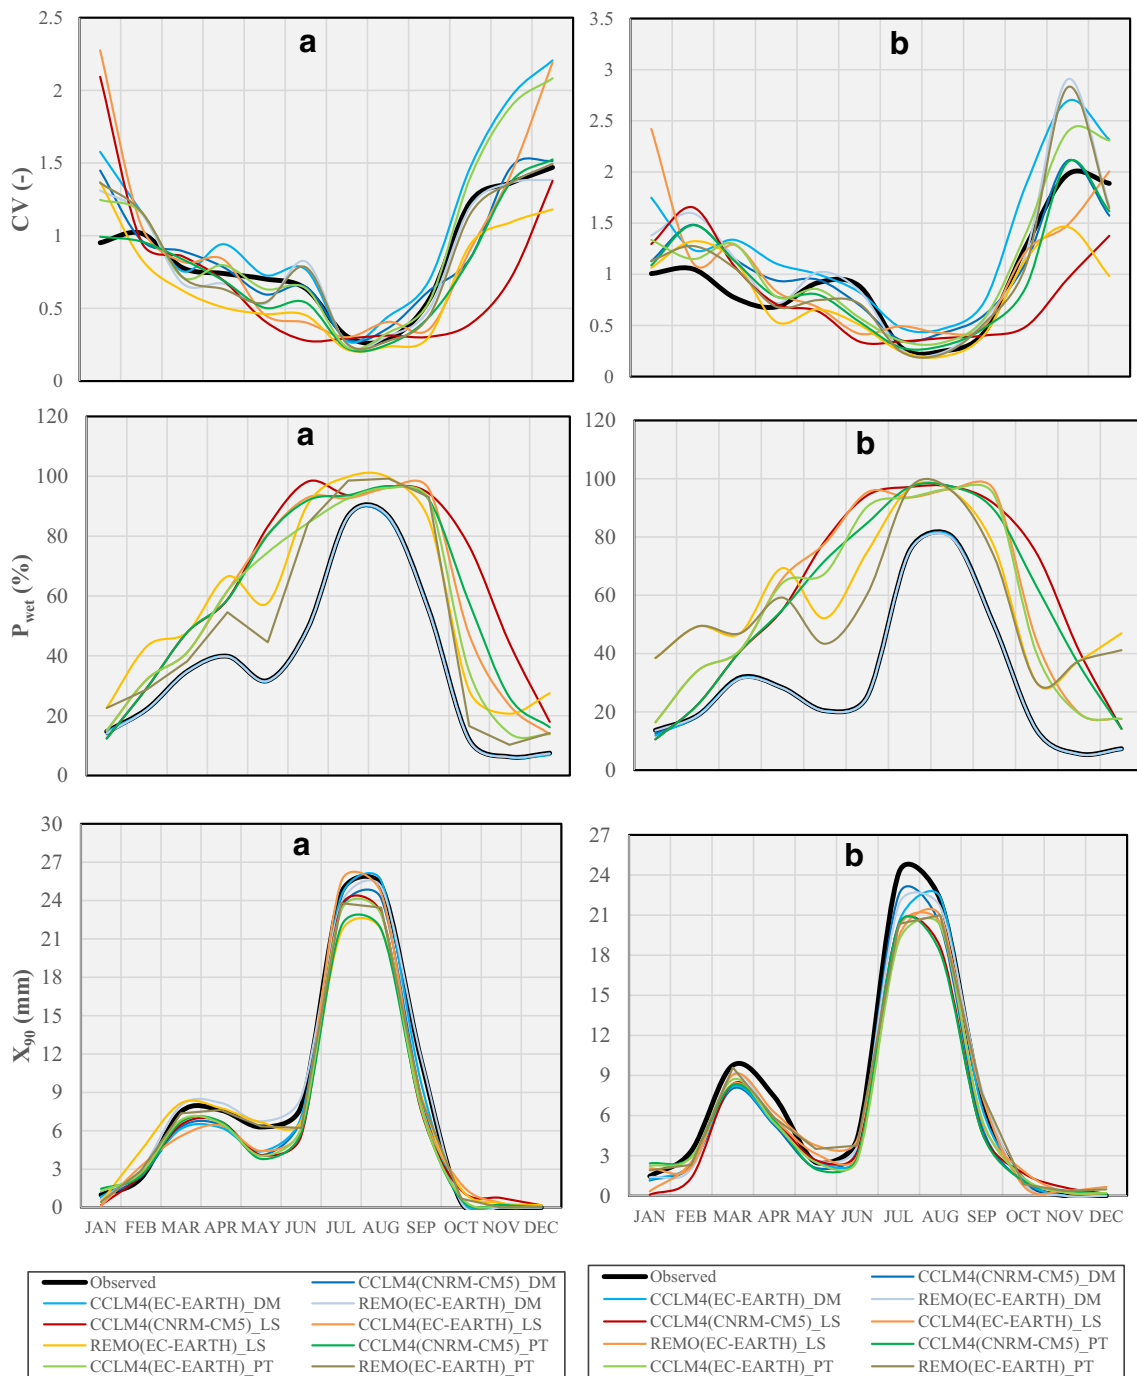 a
b
CV (-)
2.5
2
1.5
1
0.5
0
3.5
3
2.5
2
1.5
1
0.5
0
a
b
P_wet (%)
120
100
80
60
40
20
0
120
100
80
60
40
20
0
a
b
X_90 (mm)
30
27
24
21
18
15
12
9
6
3
0
27
24
21
18
15
12
9
6
3
0
JAN FEB MAR APR MAY JUN JUL AUG SEP OCT NOV DEC
JAN FEB MAR APR MAY JUN JUL AUG SEP OCT NOV DEC
Observed CCLM4(CNRM-CM5)_DM
CCLM4(EC-EARTH)_DM REMO(EC-EARTH)_DM
CCLM4(CNRM-CM5)_LS CCLM4(EC-EARTH)_LS
REMO(EC-EARTH)_LS CCLM4(CNRM-CM5)_PT
CCLM4(EC-EARTH)_PT REMO(EC-EARTH)_PT
Observed CCLM4(CNRM-CM5)_DM
CCLM4(EC-EARTH)_DM REMO(EC-EARTH)_DM
CCLM4(CNRM-CM5)_LS CCLM4(EC-EARTH)_LS
REMO(EC-EARTH)_LS CCLM4(CNRM-CM5)_PT
CCLM4(EC-EARTH)_PT REMO(EC-EARTH)_PT